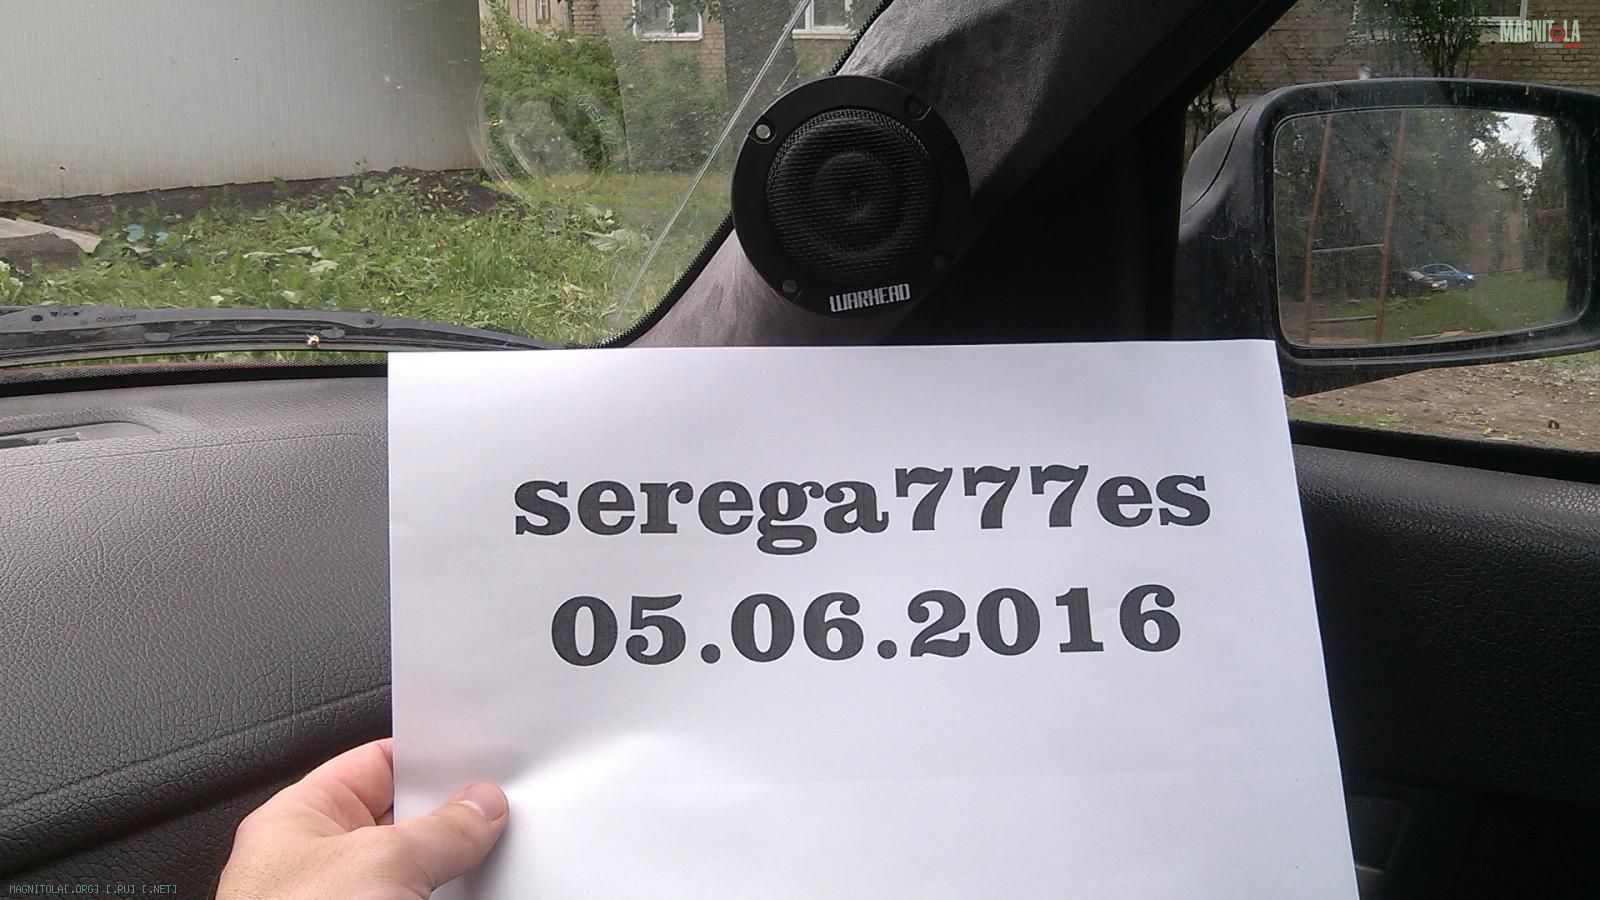 MAGNITOLA
WARHEAD
serega777es
05.06.2016
MAGNITOLA[.ORG] [.RU] [.NET]